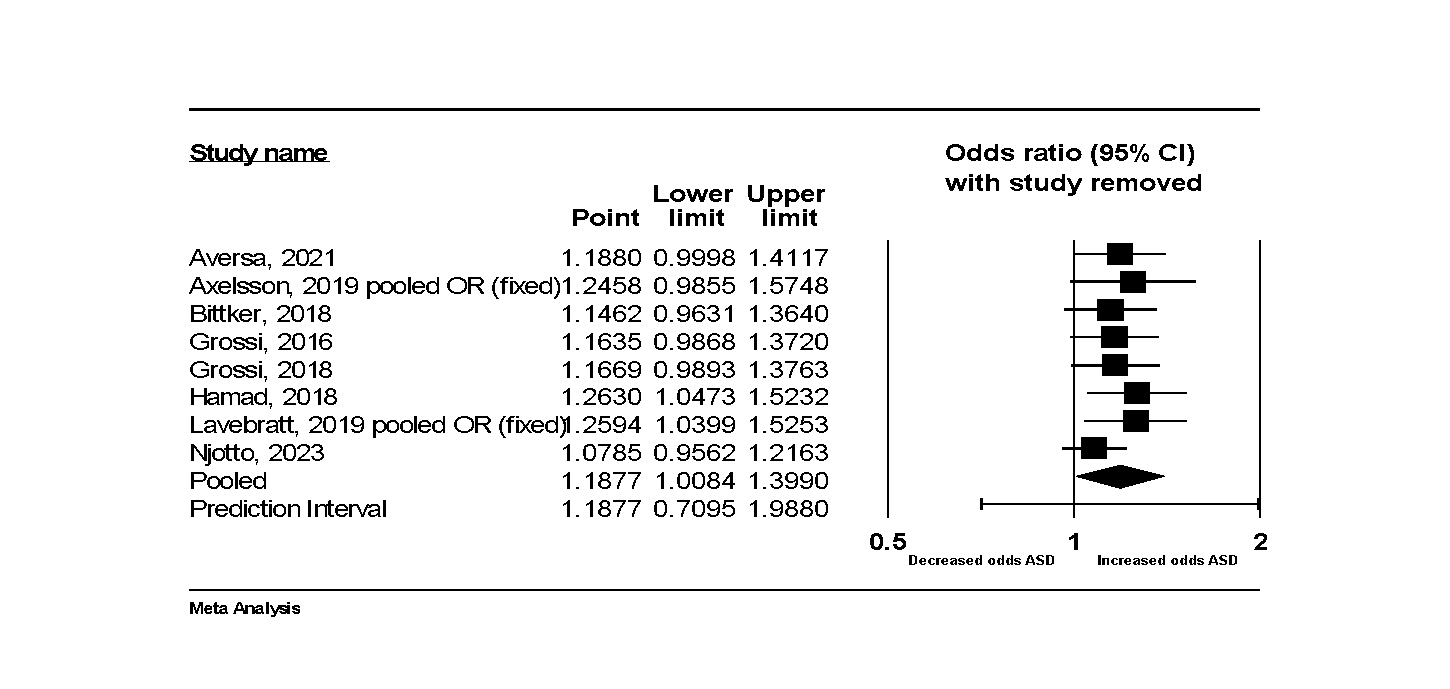 Study name
Odds ratio (95% CI)
with study removed
Lower Upper
Point limit limit
Aversa, 2021 1.1880 0.9998 1.4117
Axelsson, 2019 pooled OR (fixed) 1.2458 0.9855 1.5748
Bittker, 2018 1.1462 0.9631 1.3640
Grossi, 2016 1.1635 0.9868 1.3720
Grossi, 2018 1.1669 0.9893 1.3763
Hamad, 2018 1.2630 1.0473 1.5232
Lavebratt, 2019 pooled OR (fixed) 1.2594 1.0399 1.5253
Njotto, 2023 1.0785 0.9562 1.2163
Pooled 1.1877 1.0084 1.3990
Prediction Interval 1.1877 0.7095 1.9880
0.5 1 2
Decreased odds ASD Increased odds ASD
Meta Analysis